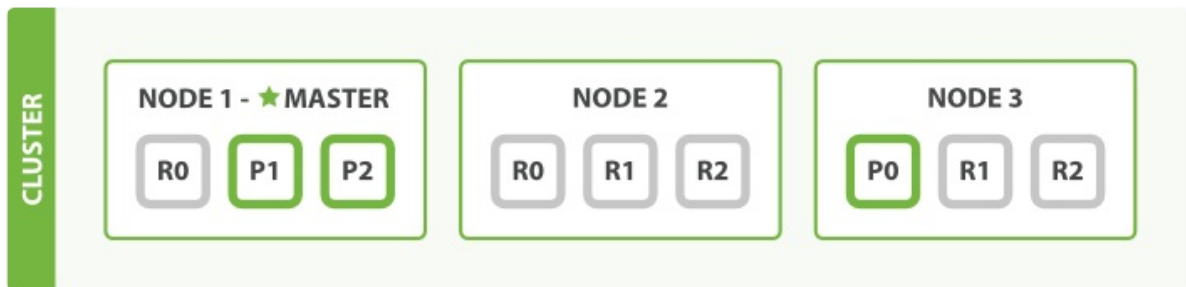 CLUSTER
NODE 1 - ★ MASTER
R0 P1 P2
NODE 2
R0 R1 R2
NODE 3
P0 R1 R2